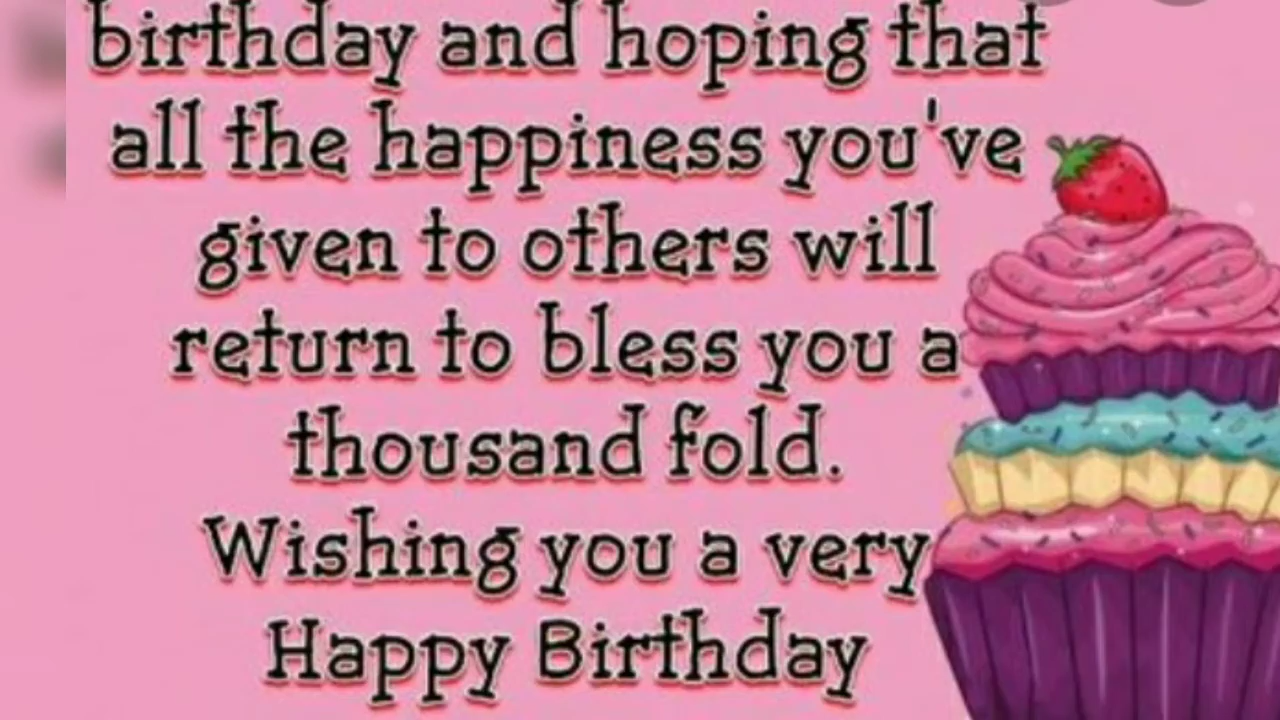 birthday and hoping that
all the happiness you've
given to others will
return to bless you a
thousand fold.
Wishing you a very
Happy Birthday